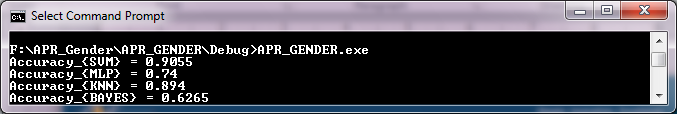 Select Command Prompt
F:\APR_Gender\APR_GENDER\Debug>APR_GENDER.exe
Accuracy_{SVM} = 0.9055
Accuracy_{MLP} = 0.74
Accuracy_{KNN} = 0.894
Accuracy_{BAYES} = 0.6265